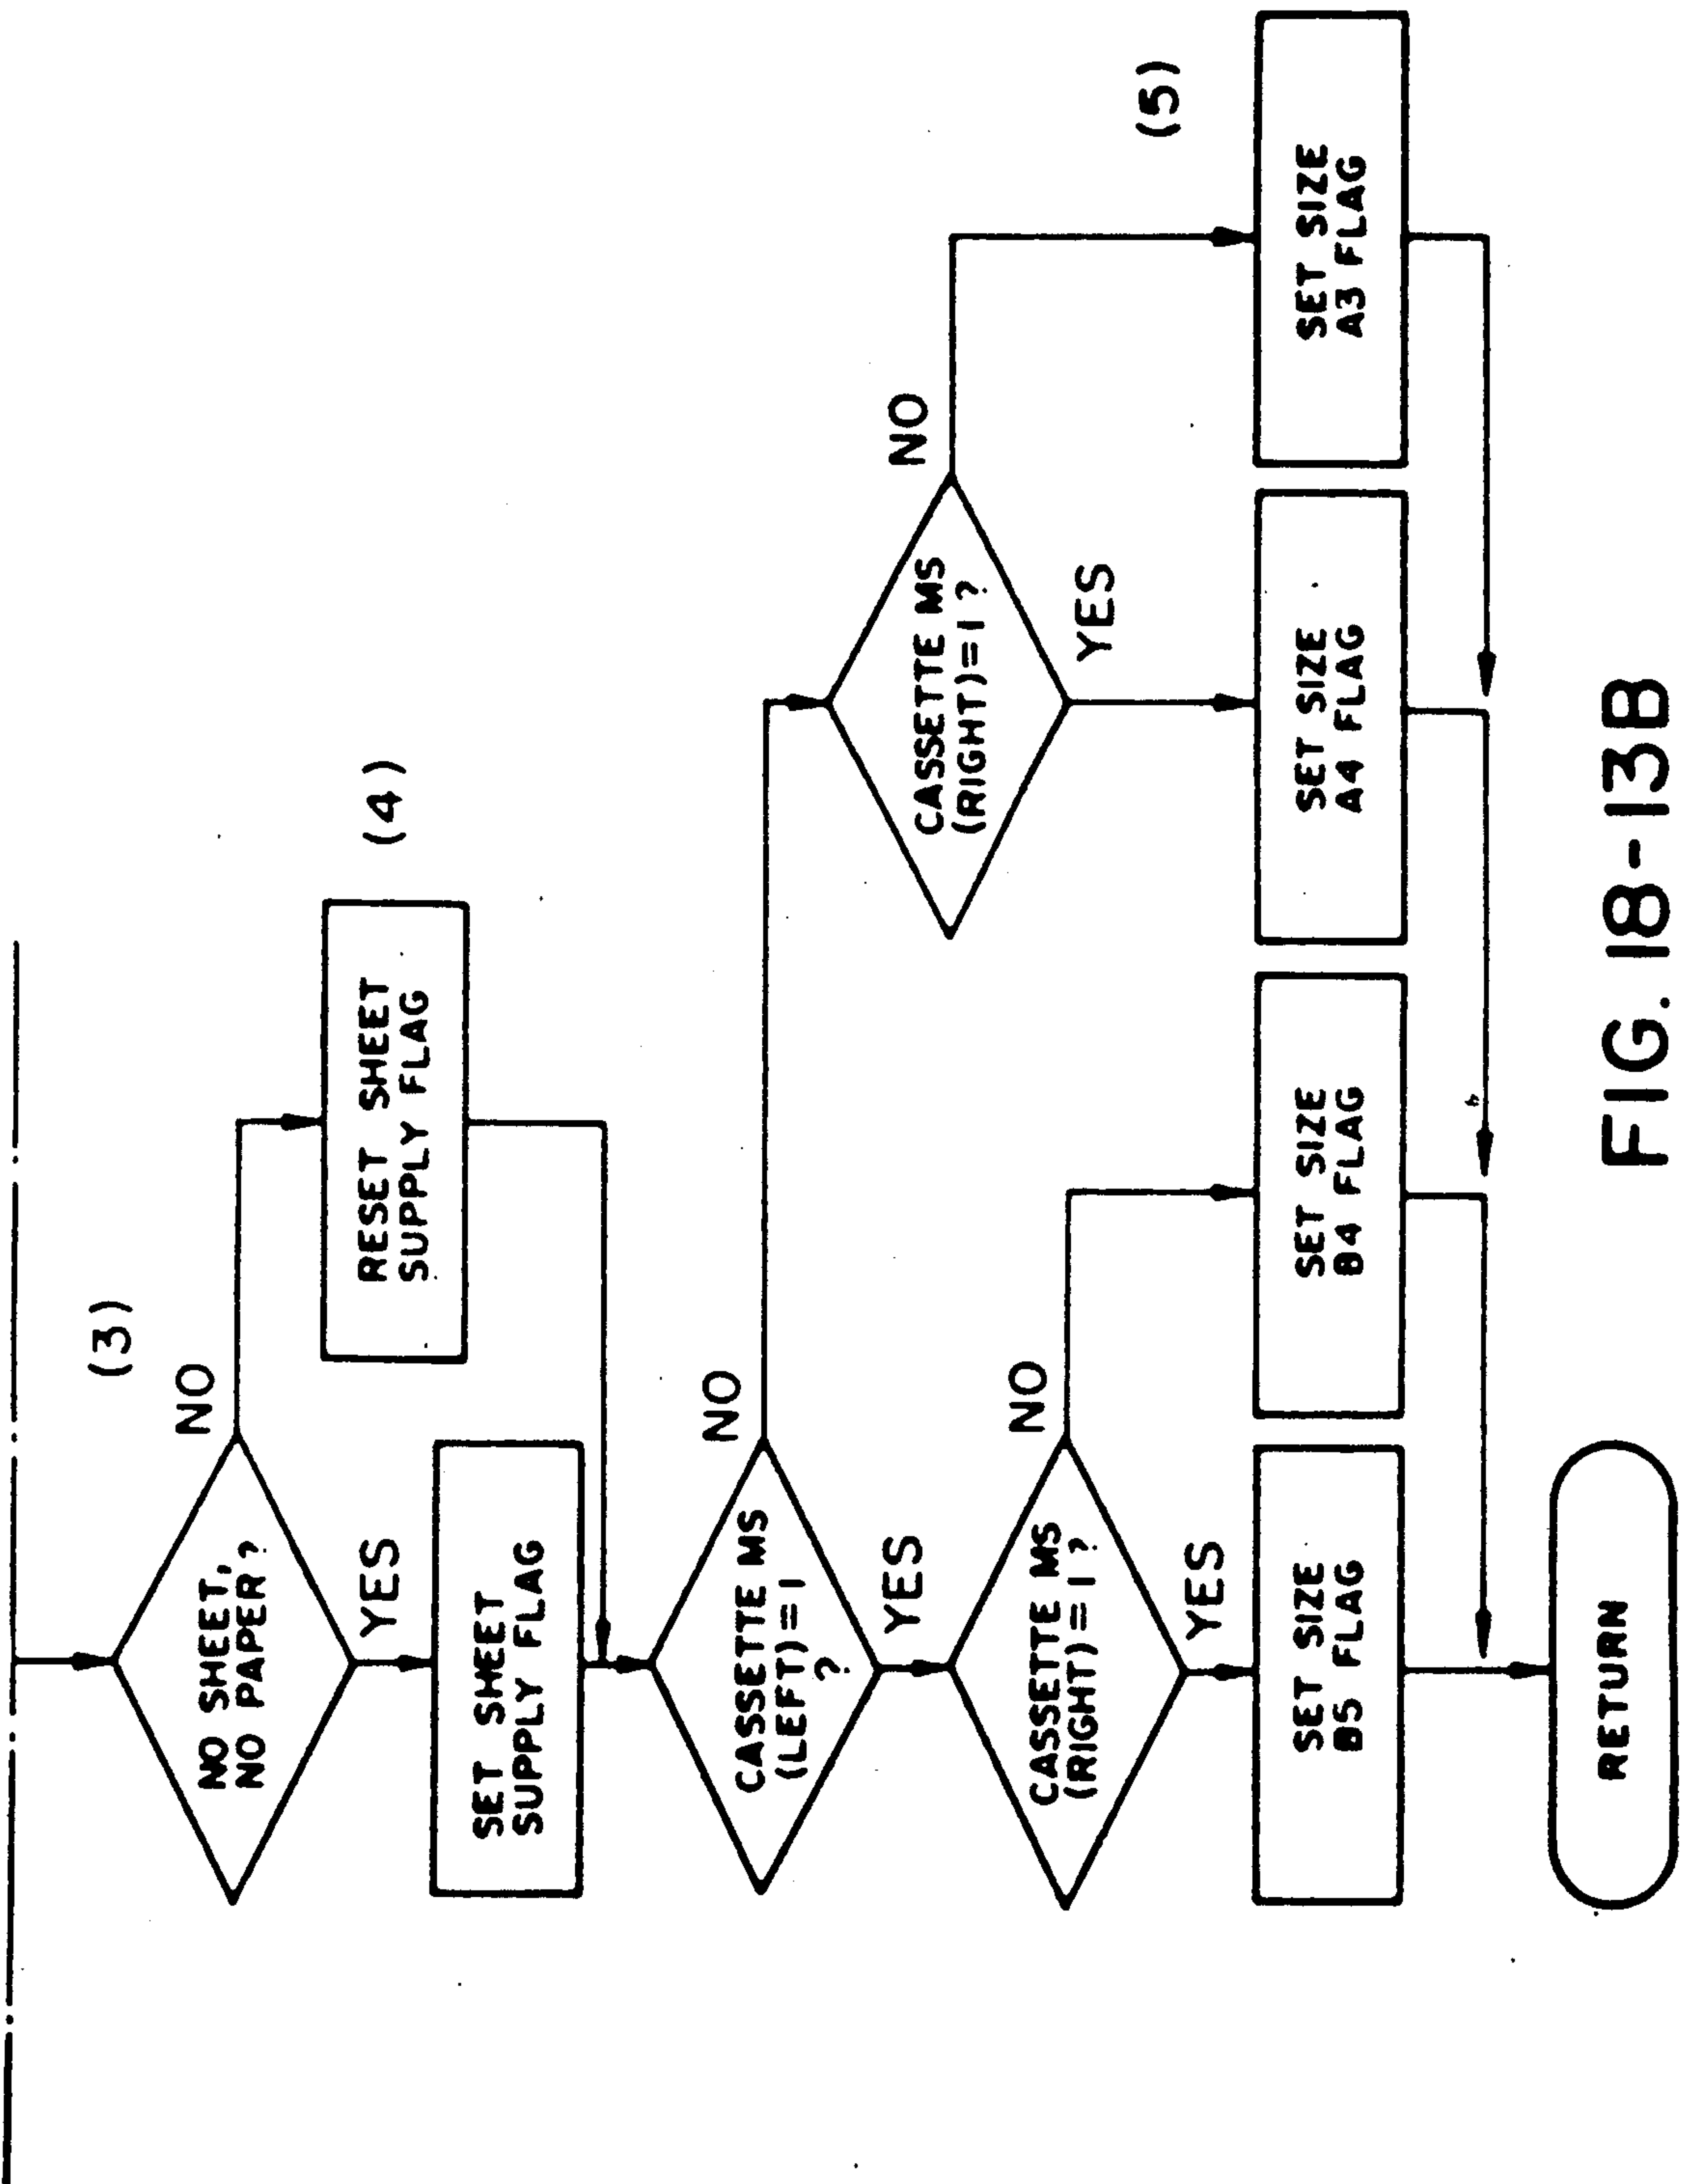 (3)
NO SHEET,
NO PAPER ?
NO
YES
RESET SHEET
SUPPLY FLAG
(4)
SET SHEET
SUPPLY FLAG
CASSETTE MS
(LEFT)=1
?
NO
YES
CASSETTE MS
(RIGHT)=1 ?
NO
YES
CASSETTE MS
(RIGHT)=1 ?
NO
YES
(5)
SET SIZE
B5 FLAG
SET SIZE
B4 FLAG
SET SIZE
A4 FLAG
SET SIZE
A3 FLAG
RETURN
FIG. 18-13B